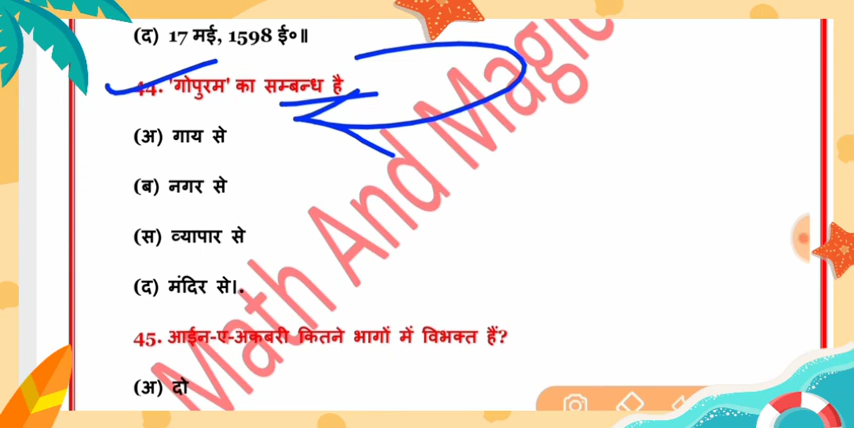 (द) 17 मई, 1598 ई०॥
44. 'गोपुरम' का सम्बन्ध है
(अ) गाय से
(ब) नगर से
(स) व्यापार से
(द) मंदिर से।.
45. आईन-ए-अकबरी कितने भागों में विभक्त हैं?
(अ) दो
Math And Magic